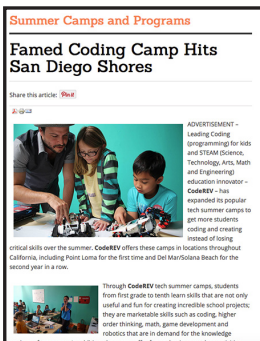 Summer Camps and Programs
Famed Coding Camp Hits
San Diego Shores
Share this article: Pin it
ADVERTISEMENT –
Leading Coding
(programming) for kids
and STEAM (Science,
Technology, Arts, Math
and Engineering)
education innovator –
CodeREV – has
expanded its popular
tech summer camps to
get more students
coding and creating
instead of losing
critical skills over the summer. CodeREV offers these camps in locations throughout
California, including Point Loma for the first time and Del Mar/Solana Beach for the
second year in a row.
Through CodeREV tech summer camps, students
from first grade to tenth learn skills that are not only
useful and fun for creating incredible school projects;
they are marketable skills such as coding, higher
order thinking, math, game development and
robotics that are in demand for the knowledge